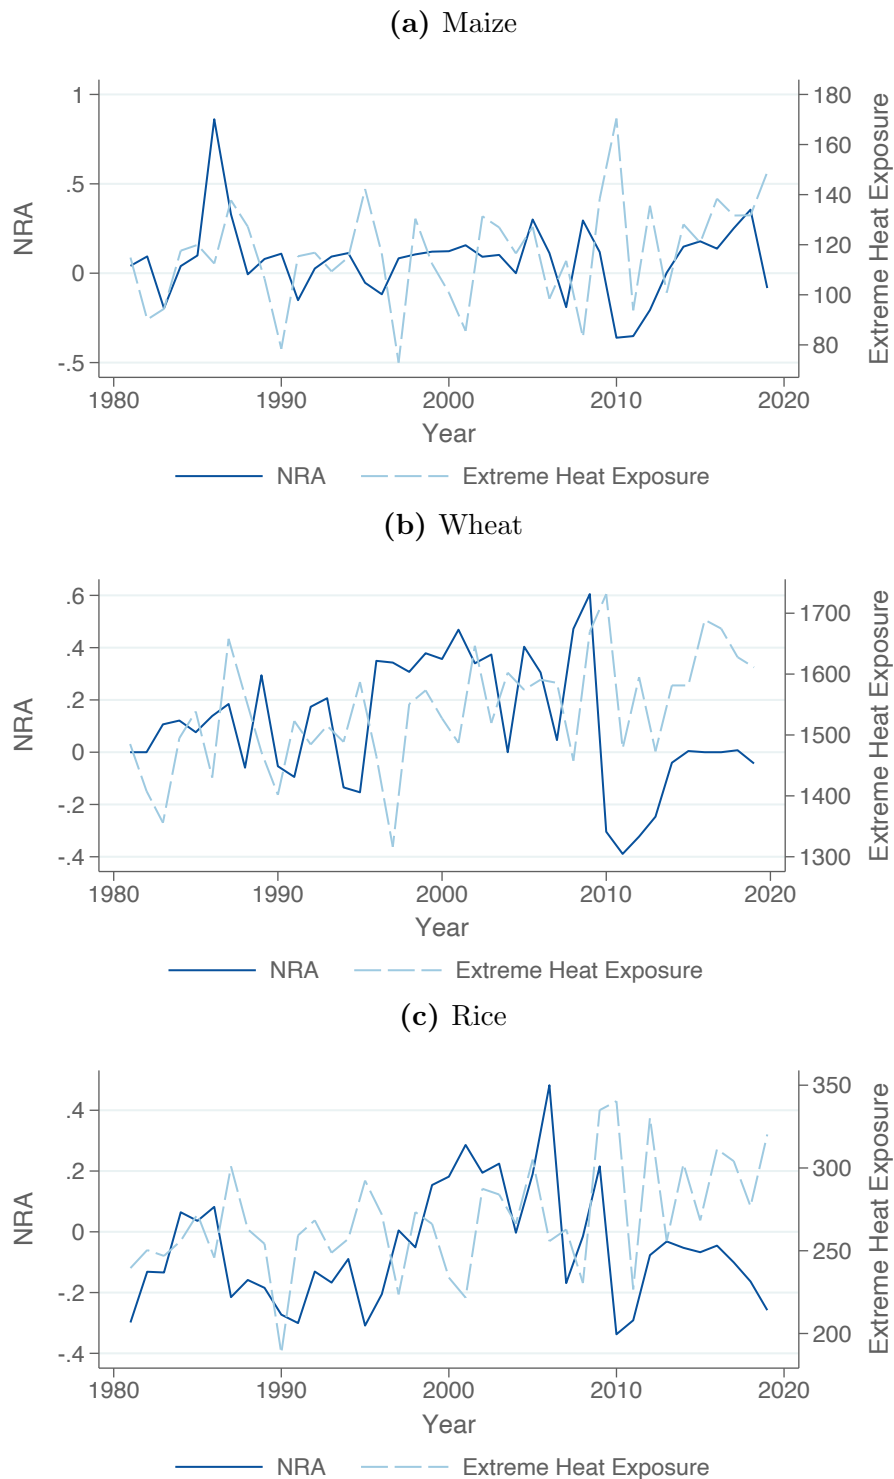 (a) Maize
1
.5
0
-.5
NRA
180
160
140
120
100
80
Extreme Heat Exposure
1980 1990 2000 2010 2020
Year
NRA Extreme Heat Exposure
(b) Wheat
.6
.4
.2
0
-.2
-.4
NRA
1700
1600
1500
1400
1300
Extreme Heat Exposure
1980 1990 2000 2010 2020
Year
NRA Extreme Heat Exposure
(c) Rice
.4
.2
0
-.2
-.4
NRA
350
300
250
200
Extreme Heat Exposure
1980 1990 2000 2010 2020
Year
NRA Extreme Heat Exposure